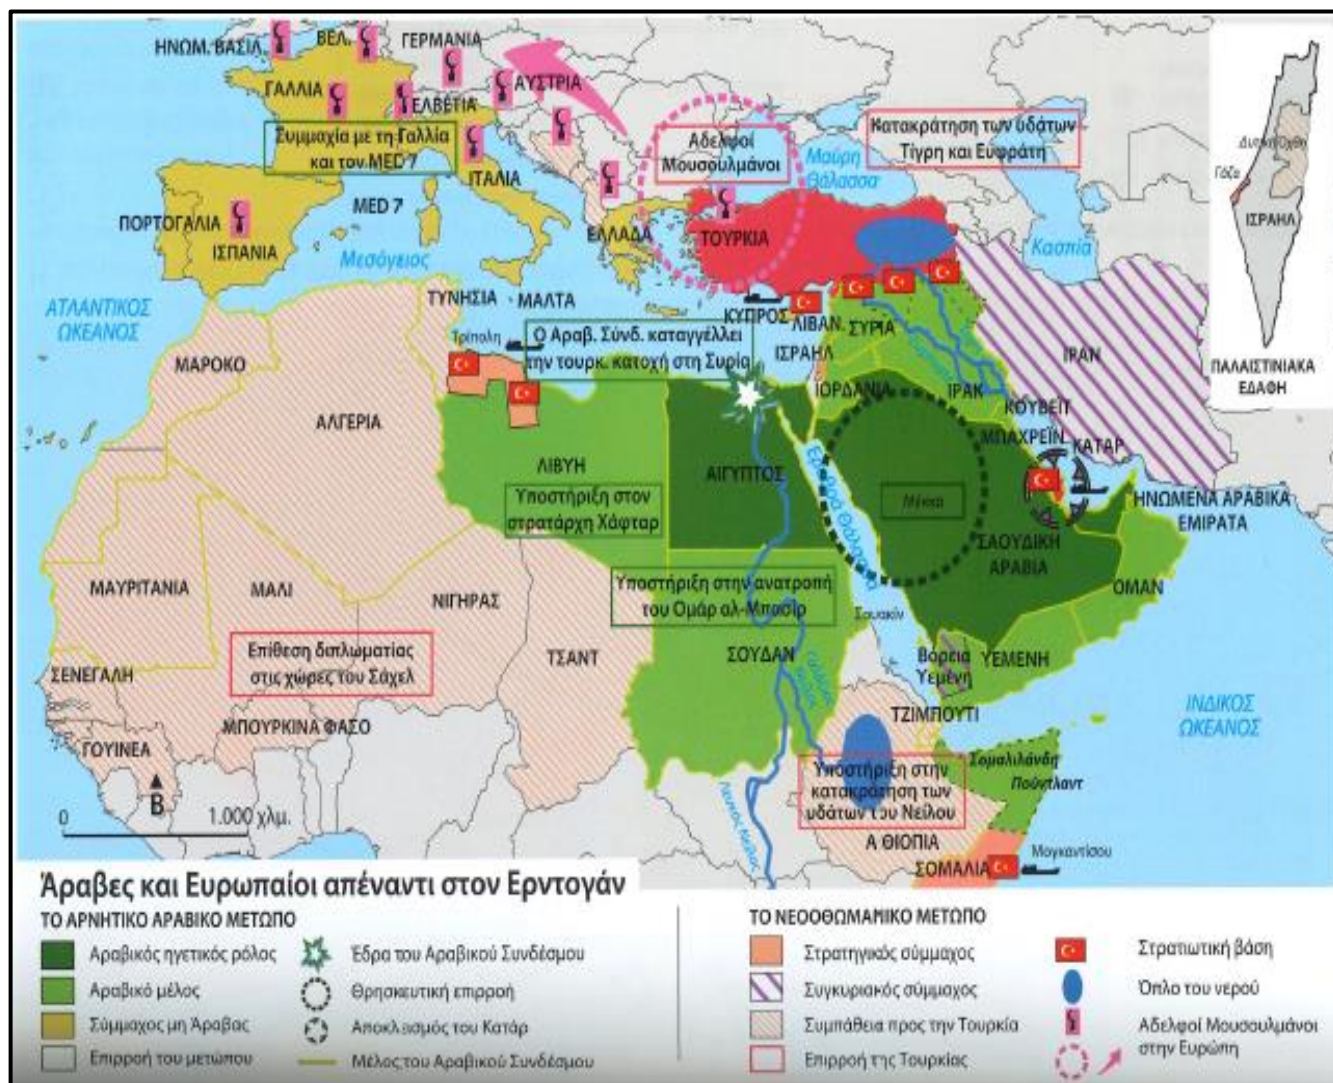 ΗΝΩΜ. ΒΑΣΙΛ.
ΒΕΛ.
ΓΕΡΜΑΝΙΑ
ΓΑΛΛΙΑ
ΕΛΒΕΤΙΑ
ΑΥΣΤΡΙΑ
Συμμαχία με τη Γαλλία
και τον MED 7
Αδελφοί
Μουσουλμάνοι
Κατακράτηση των υδάτων
Τίγρη και Ευφράτη
Μαύρη
Θάλασσα
Δυτική Όχθη
Γάζα
ΙΣΡΑΗΛ
ΠΑΛΑΙΣΤΙΝΙΑΚΑ
ΕΔΑΦΗ
ΙΤΑΛΙΑ
MED 7
ΠΟΡΤΟΓΑΛΙΑ
ΙΣΠΑΝΙΑ
ΕΛΛΑΔΑ
ΤΟΥΡΚΙΑ
Κασπία
Μεσόγειος
ΑΤΛΑΝΤΙΚΟΣ
ΩΚΕΑΝΟΣ
ΤΥΝΗΣΙΑ
ΜΑΛΤΑ
ΚΥΠΡΟΣ
ΛΙΒΑΝ.
ΣΥΡΙΑ
Τρίπολη
Ο Αραβ. Σύνδ. καταγγέλλει
την τουρκ. κατοχή στη Συρία
ΙΣΡΑΗΛ
ΙΡΑΝ
ΜΑΡΟΚΟ
ΙΟΡΔΑΝΙΑ
ΙΡΑΚ
ΚΟΥΒΕΙΤ
ΑΛΓΕΡΙΑ
ΜΠΑΧΡΕΪΝ
ΚΑΤΑΡ
ΛΙΒΥΗ
ΑΙΓΥΠΤΟΣ
Ερυθρά Θάλασσα
Μέκκα
ΗΝΩΜΕΝΑ ΑΡΑΒΙΚΑ
ΕΜΙΡΑΤΑ
Υποστήριξη στον
στρατάρχη Χάφταρ
ΣΑΟΥΔΙΚΗ
ΑΡΑΒΙΑ
ΟΜΑΝ
ΜΑΥΡΙΤΑΝΙΑ
ΜΑΛΙ
ΝΙΓΗΡΑΣ
Υποστήριξη στην ανατροπή
του Ομάρ αλ-Μπασίρ
Σουακίν
Επίθεση διπλωματίας
στις χώρες του Σάχελ
ΤΣΑΝΤ
ΣΟΥΔΑΝ
Βόρεια
Υεμένη
ΥΕΜΕΝΗ
ΣΕΝΕΓΑΛΗ
ΜΠΟΥΡΚΙΝΑ ΦΑΣΟ
ΤΖΙΜΠΟΥΤΙ
ΙΝΔΙΚΟΣ
ΩΚΕΑΝΟΣ
ΓΟΥΙΝΕΑ
Σομαλιλάνδη
Πούντλαντ
Υποστήριξη στην
κατακράτηση των
υδάτων του Νείλου
Λευκός Νείλος
Β
0 1.000 χλμ.
Α ΘΙΟΠΙΑ
Μογκαντίσου
ΣΟΜΑΛΙΑ
Άραβες και Ευρωπαίοι απέναντι στον Ερντογάν
ΤΟ ΑΡΝΗΤΙΚΟ ΑΡΑΒΙΚΟ ΜΕΤΩΠΟ
Αραβικός ηγετικός ρόλος
Αραβικό μέλος
Σύμμαχος μη Άραβας
Επιρροή του μετώπου
Έδρα του Αραβικού Συνδέσμου
Θρησκευτική επιρροή
Αποκλεισμός του Κατάρ
Μέλος του Αραβικού Συνδέσμου
ΤΟ ΝΕΟΟΘΩΜΑΝΙΚΟ ΜΕΤΩΠΟ
Στρατηγικός σύμμαχος
Συγκυριακός σύμμαχος
Συμπάθεια προς την Τουρκία
Επιρροή της Τουρκίας
Στρατιωτική βάση
Όπλο του νερού
Αδελφοί Μουσουλμάνοι
στην Ευρώπη